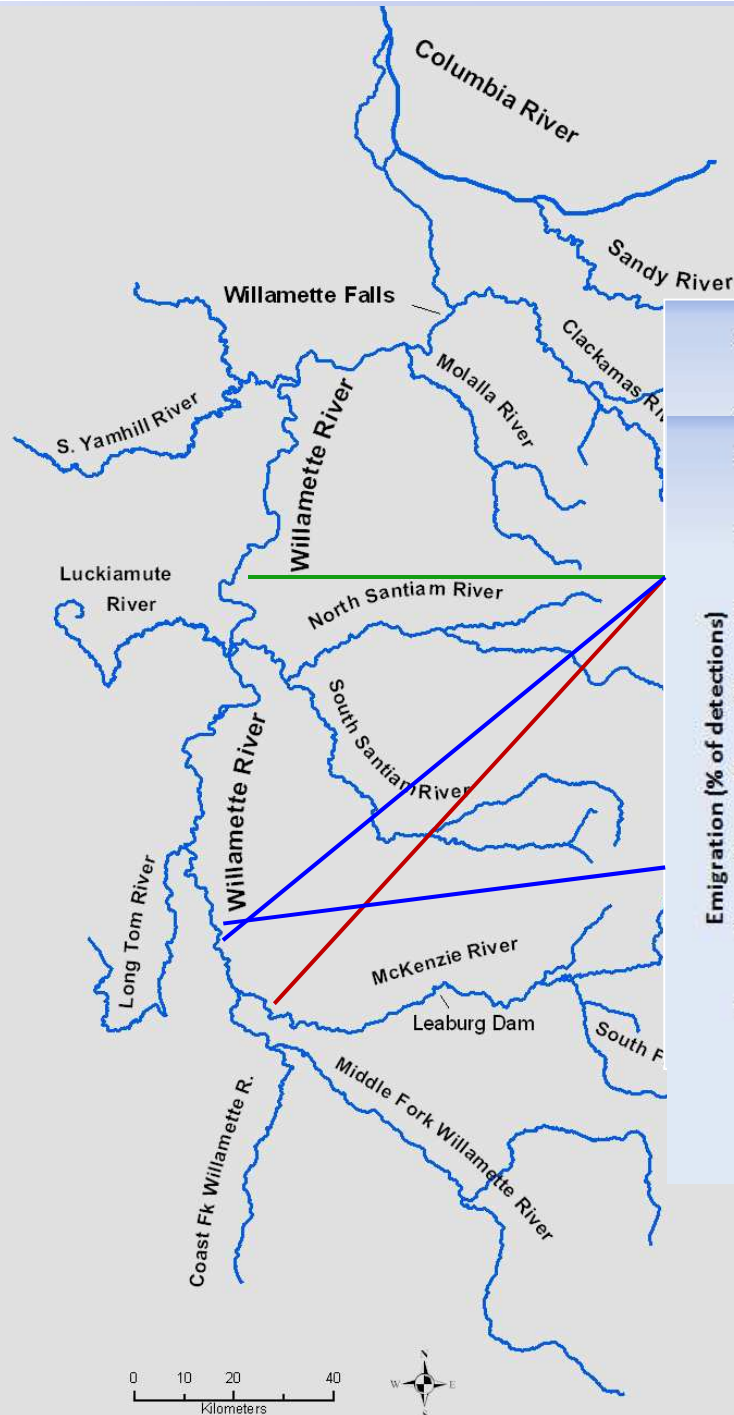 Columbia River
Sandy River
Willamette Falls
Clackamas Riv
Molalla River
S. Yamhill River
Willamette River
Luckiamute
River
North Santiam River
South Santiam River
Willamette River
Emigration (% of detections)
Long Tom River
McKenzie River
Leaburg Dam
South F
Middle Fork Willamette River
Coast Fk Willamette R.
N
W E
S
0 10 20 40
Kilometers